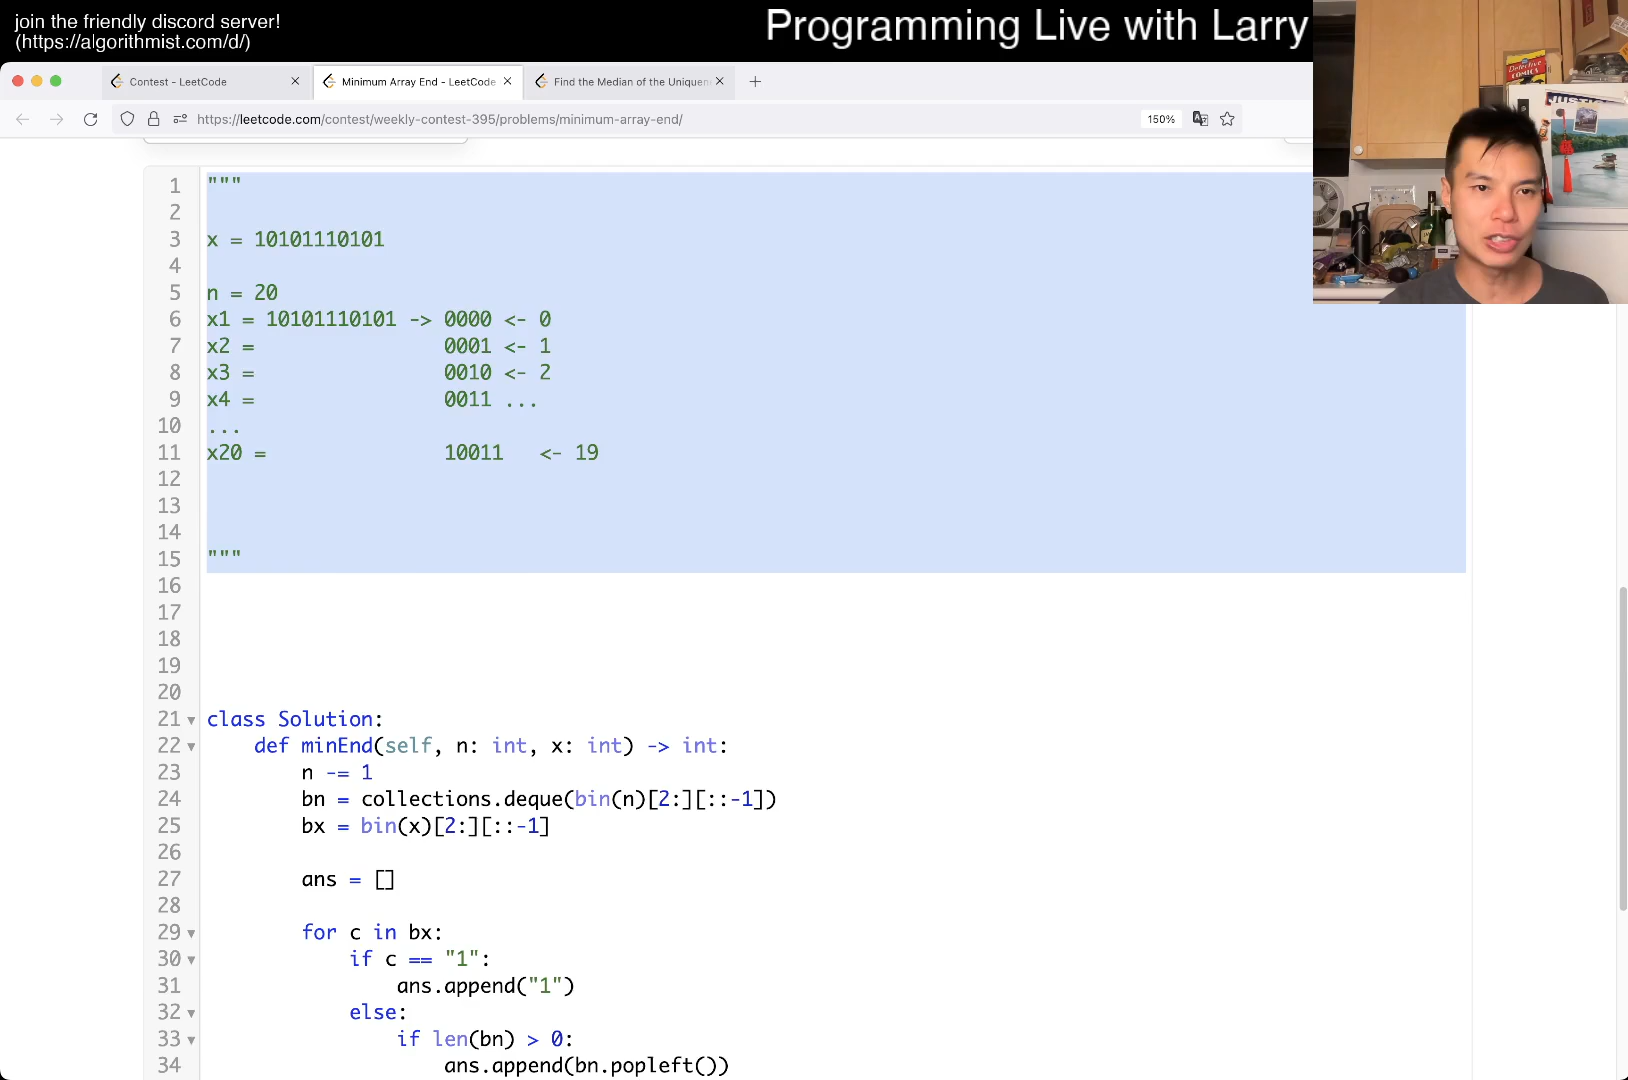 join the friendly discord server!
(https://algorithmist.com/d/)
Programming Live with Larry
Contest - LeetCode
Minimum Array End - LeetCode
Find the Median of the Uniquen
https://leetcode.com/contest/weekly-contest-395/problems/minimum-array-end/
150%
1 """
2
3 x = 10101110101
4
5 n = 20
6 x1 = 10101110101 -> 0000 <- 0
7 x2 = 0001 <- 1
8 x3 = 0010 <- 2
9 x4 = 0011 ...
10 ...
11 x20 = 10011 <- 19
12
13
14
15 """
16
17
18
19
20
21 class Solution:
22 def minEnd(self, n: int, x: int) -> int:
23 n -= 1
24 bn = collections.deque(bin(n)[2:][::-1])
25 bx = bin(x)[2:][::-1]
26
27 ans = []
28
29 for c in bx:
30 if c == "1":
31 ans.append("1")
32 else:
33 if len(bn) > 0:
34 ans.append(bn.popleft())